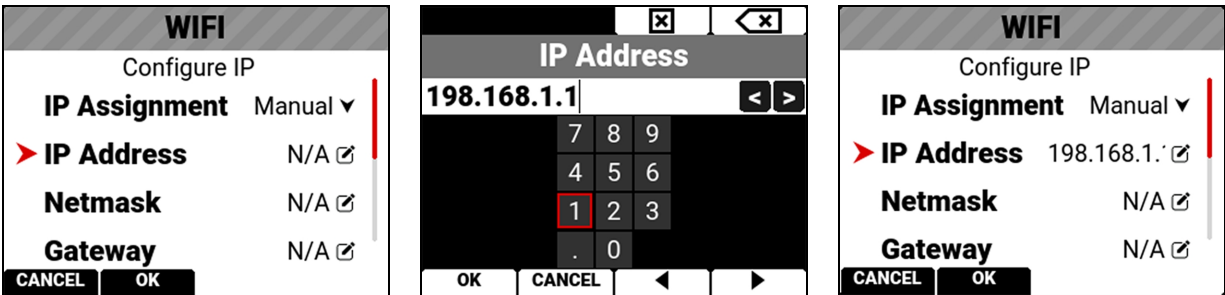 WIFI
Configure IP
IP Assignment Manual
IP Address N/A
Netmask N/A
Gateway N/A
CANCEL OK
IP Address
198.168.1.1
< >
7 8 9
4 5 6
1 2 3
. 0
OK CANCEL
WIFI
Configure IP
IP Assignment Manual
IP Address 198.168.1.
Netmask N/A
Gateway N/A
CANCEL OK